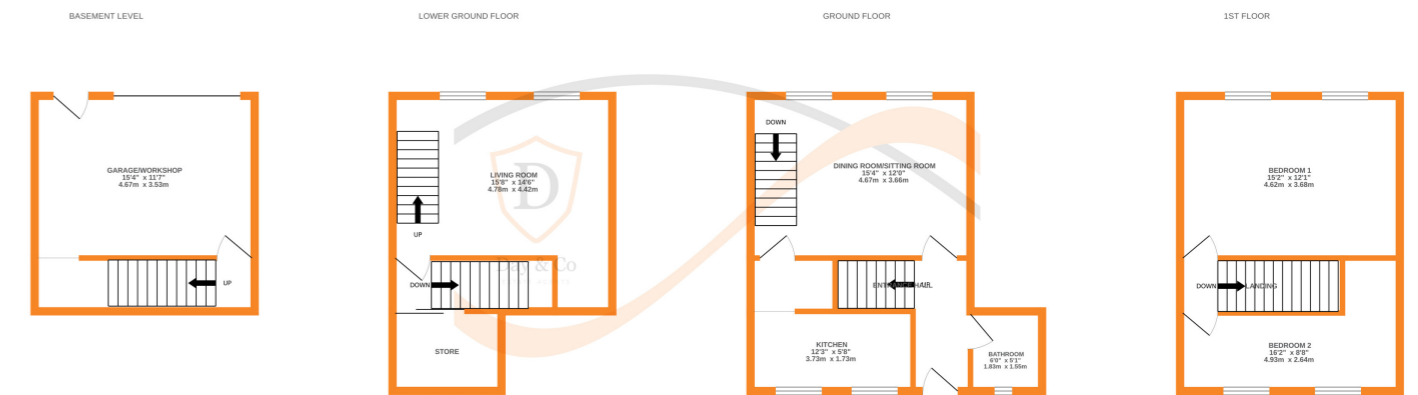 BASEMENT LEVEL
LOWER GROUND FLOOR
GROUND FLOOR
1ST FLOOR
GARAGE/WORKSHOP
15'4" x 11'7"
4.67m x 3.53m
UP
LIVING ROOM
15'8" x 14'6"
4.78m x 4.42m
UP
DOWN
STORE
D
Day & Co
DOWN
DINING ROOM/SITTING ROOM
15'4" x 12'0"
4.67m x 3.66m
ENTRANCE HALL
KITCHEN
12'3" x 5'8"
3.73m x 1.73m
BATHROOM
6'0" x 5'1"
1.83m x 1.55m
BEDROOM 1
15'2" x 12'1"
4.62m x 3.68m
DOWN
LANDING
BEDROOM 2
16'2" x 8'8"
4.93m x 2.64m